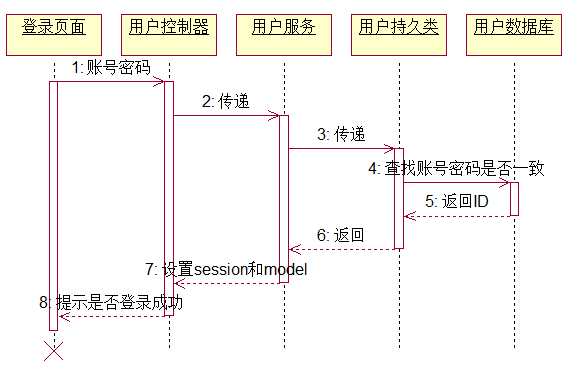 登录页面 用户控制器 用户服务 用户持久类 用户数据库
1: 账号密码
2: 传递
3: 传递
4: 查找账号密码是否一致
5: 返回ID
6: 返回
7: 设置session和model
8: 提示是否登录成功